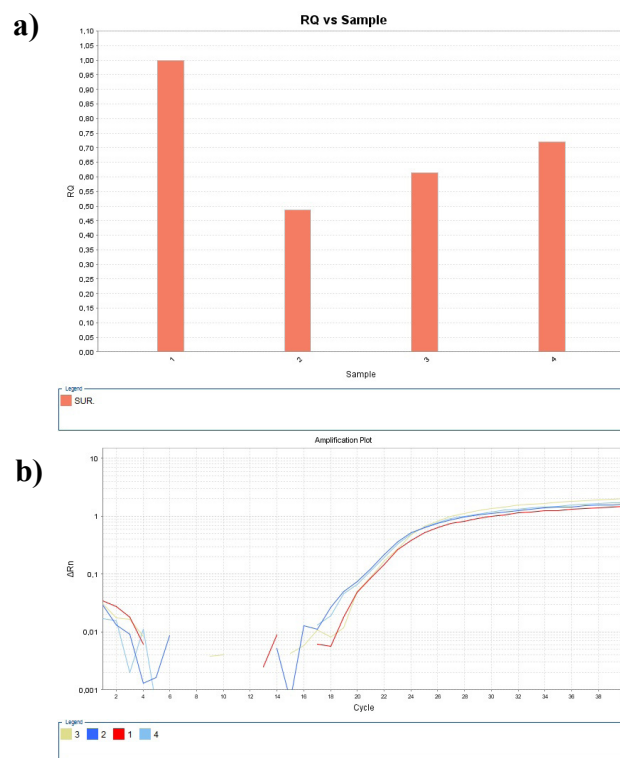 a)
RQ vs Sample
1,10
1,05
1,00
0,95
0,90
0,85
0,80
0,75
0,70
0,65
0,60
0,55
0,50
0,45
0,40
0,35
0,30
0,25
0,20
0,15
0,10
0,05
0,00
RQ
1 2 3 4
Sample
Legend
SUR.
b)
Amplification Plot
10
1
0,1
0,01
0,001
ΔRn
2 4 6 8 10 12 14 16 18 20 22 24 26 28 30 32 34 36 38
Cycle
Legend
3 2 1 4